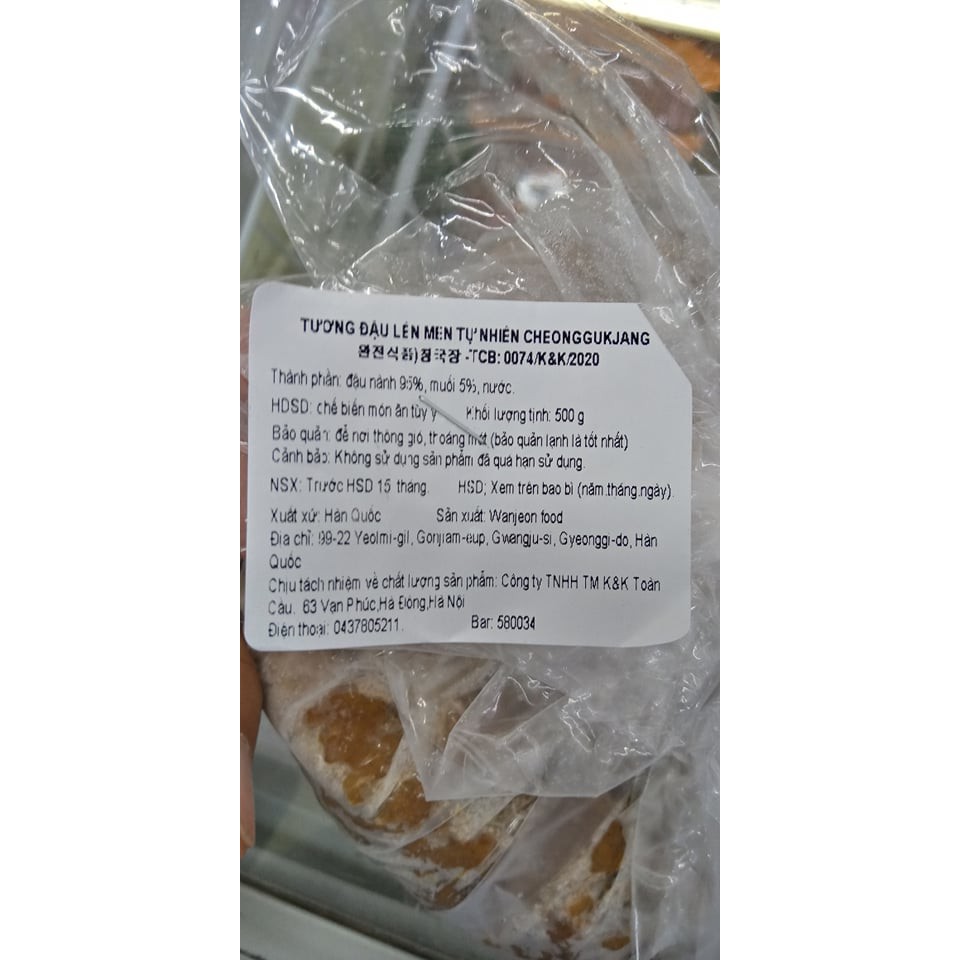 TƯƠNG ĐẬU LÊN MEN TỰ NHIÊN CHEONGGUKJANG
완전식품)청국장 -TCB: 0074/K&K/2020
Thành phần: đậu nành 95%, muối 5%, nước.
HDSD: chế biến món ăn tùy ý Khối lượng tịnh: 500 g
Bảo quản: để nơi thông gió, thoáng mát (bảo quản lạnh là tốt nhất)
Cảnh báo: Không sử dụng sản phẩm đã quá hạn sử dụng.
NSX: Trước HSD 15 tháng. HSD; Xem trên bao bì (năm.tháng.ngày).
Xuất xứ: Hàn Quốc Sản xuất: Wanjeon food
Địa chỉ: 99-22 Yeolmi-gil, Gonjiam-eup, Gwangju-si, Gyeonggi-do, Hàn
Quốc
Chịu tách nhiệm về chất lượng sản phẩm: Công ty TNHH TM K&K Toàn
Cầu. 63 Vạn Phúc,Hà Đông,Hà Nội
Điện thoại: 0437805211. Bar: 580034